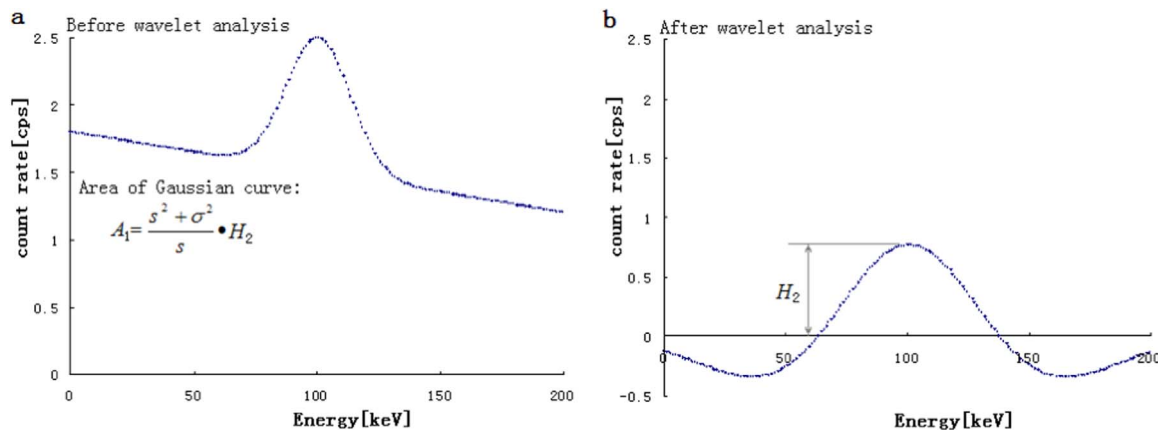 a
Before wavelet analysis
2.5
2
1.5
1
0.5
0
count rate[cps]
Area of Gaussian curve:
A₁= (s² + σ²)/s • H₂
0 50 100 150 200
Energy[keV]
b
After wavelet analysis
2.5
2
1.5
1
0.5
0
-0.5
count rate[cps]
H₂
0 50 100 150 200
Energy[keV]